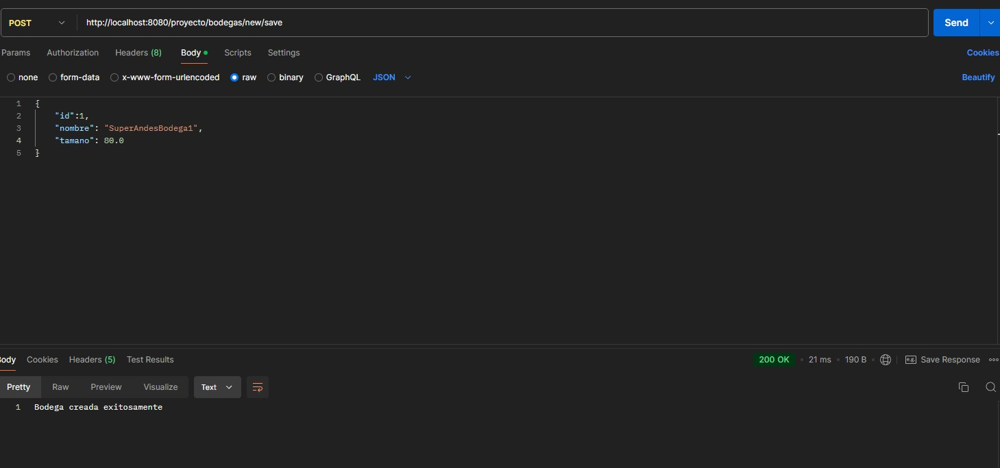 POST http://localhost:8080/proyecto/bodegas/new/save Send
Params Authorization Headers (8) Body Scripts Settings Cookies
none form-data x-www-form-urlencoded raw binary GraphQL JSON Beautify
1 {
2 "id":1,
3 "nombre": "SuperAndesBodega1",
4 "tamano": 80.0
5 }
Body Cookies Headers (5) Test Results 200 OK 21 ms 190 B e.g. Save Response
Pretty Raw Preview Visualize Text
1 Bodega creada exitosamente